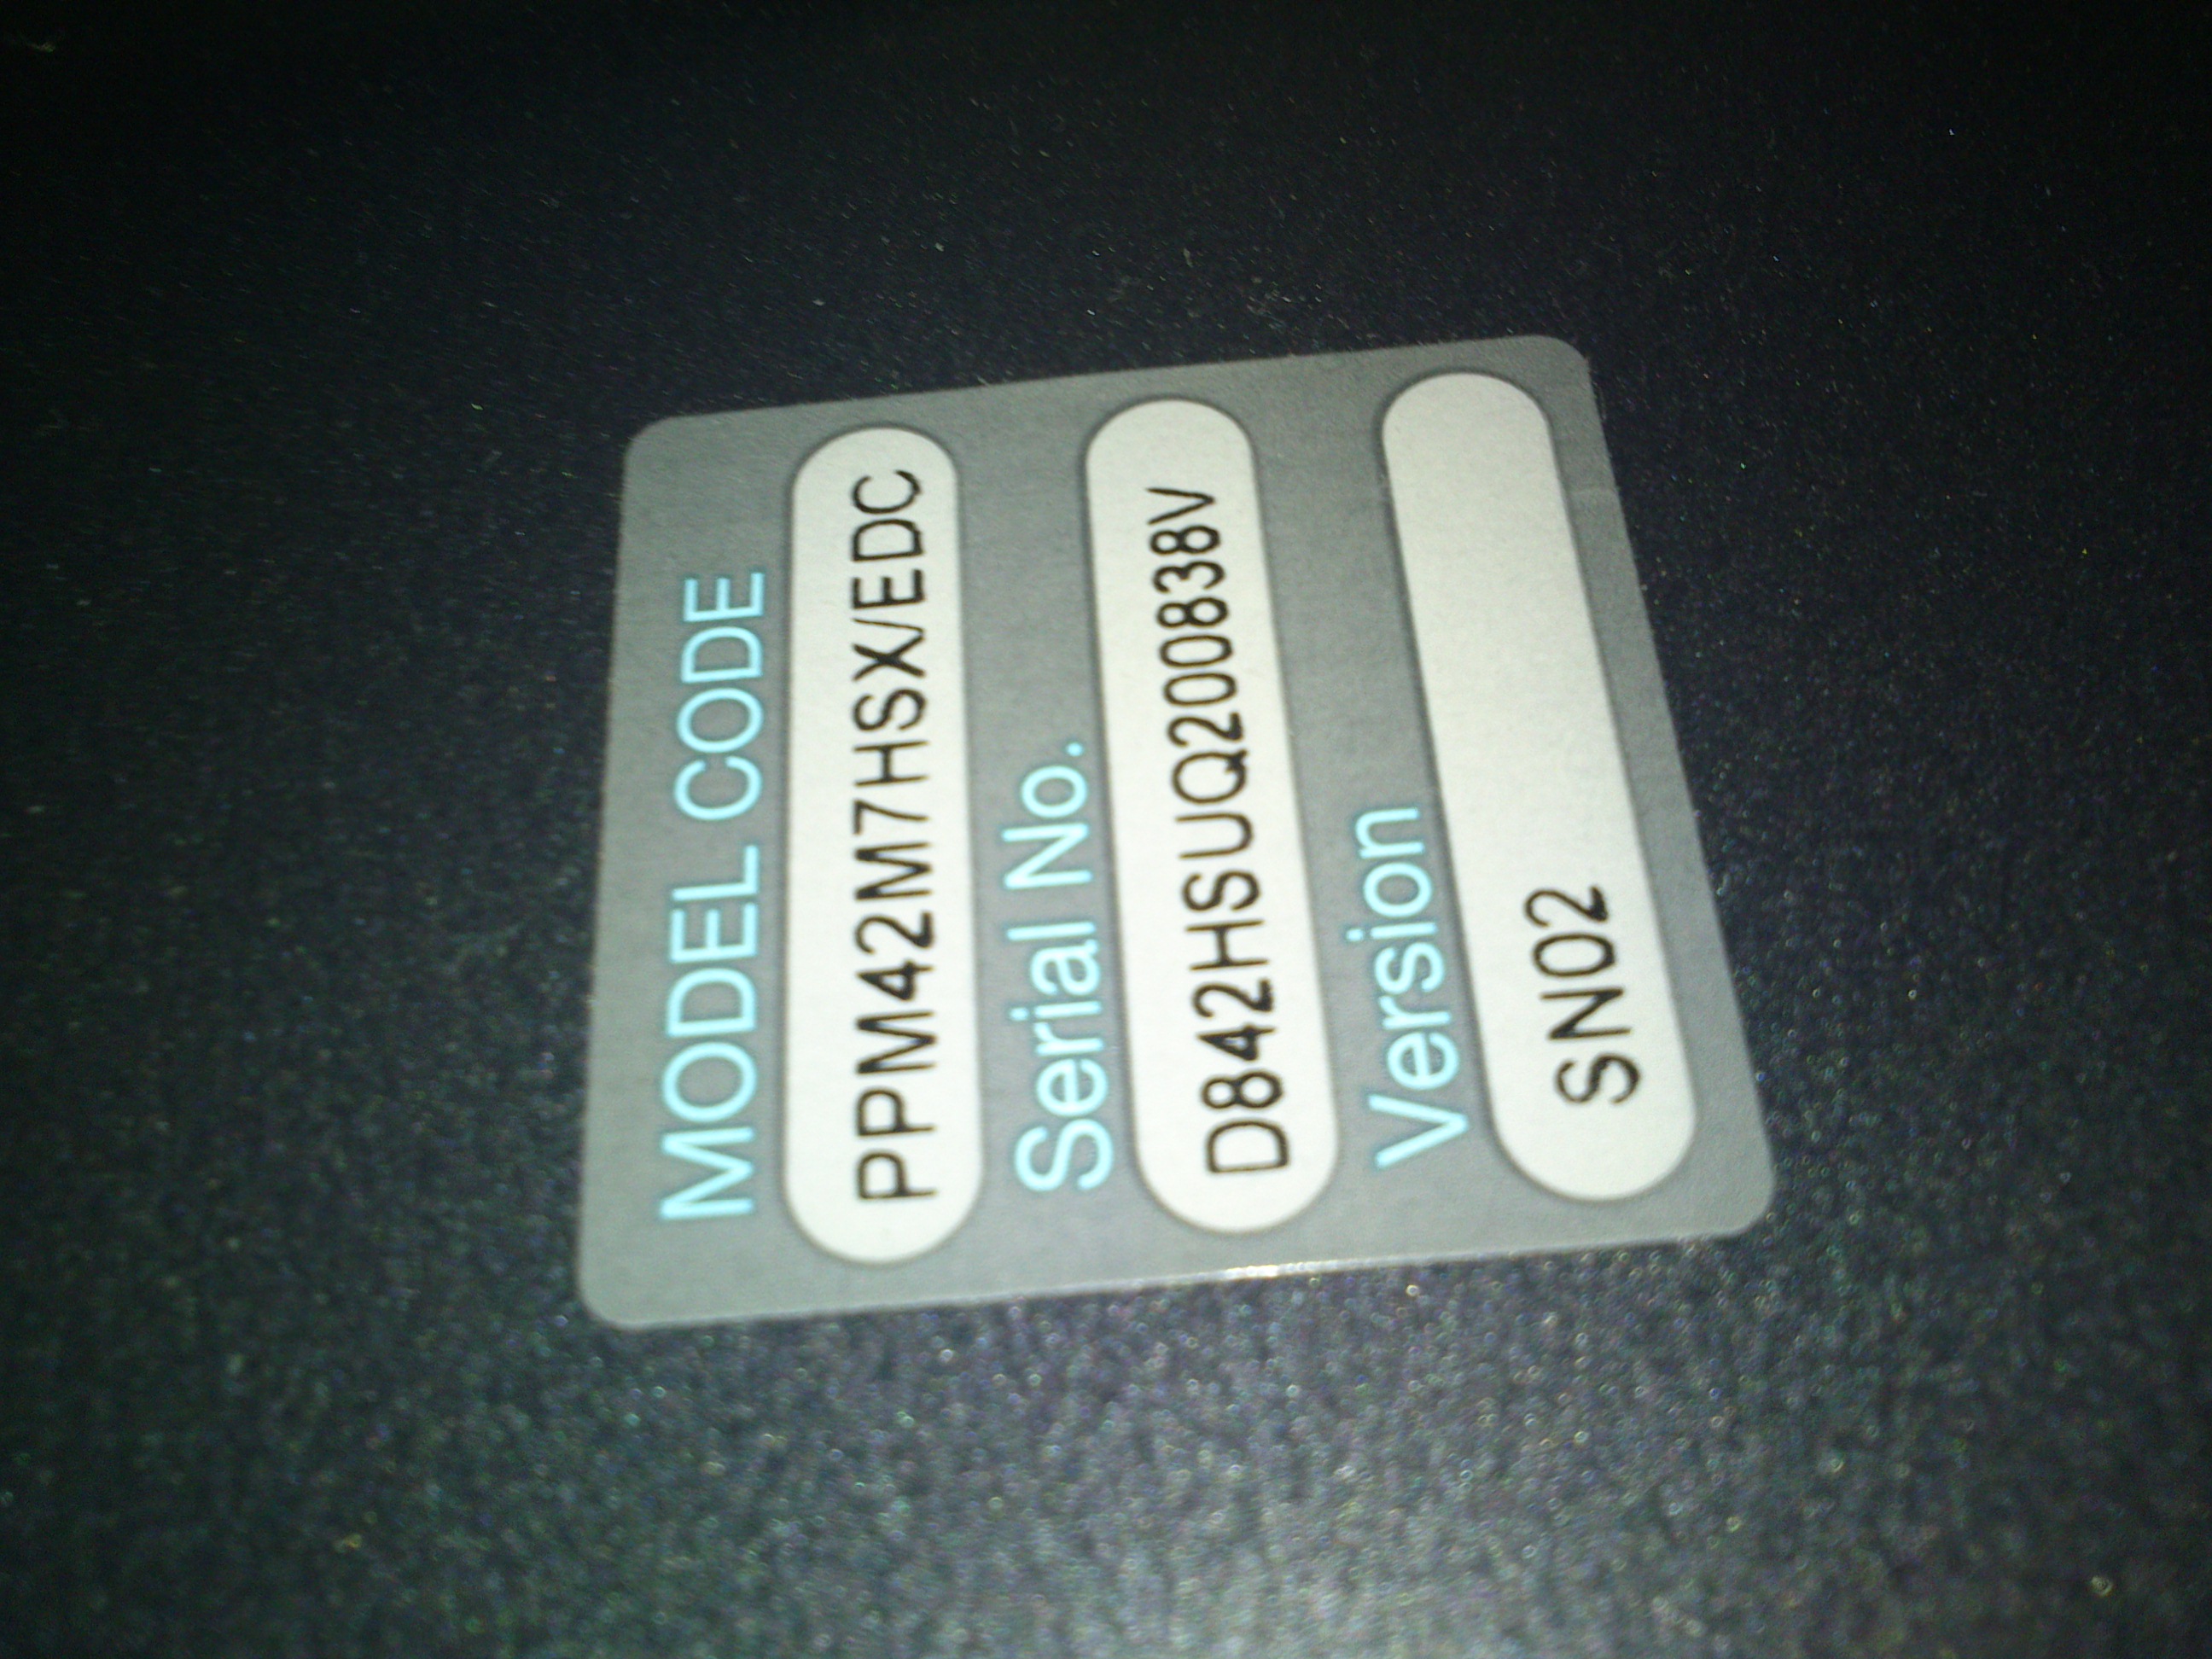 MODEL CODE
PPM42M7HSX/EDC
Serial No.
D842HSUQ200838V
Version
SN02